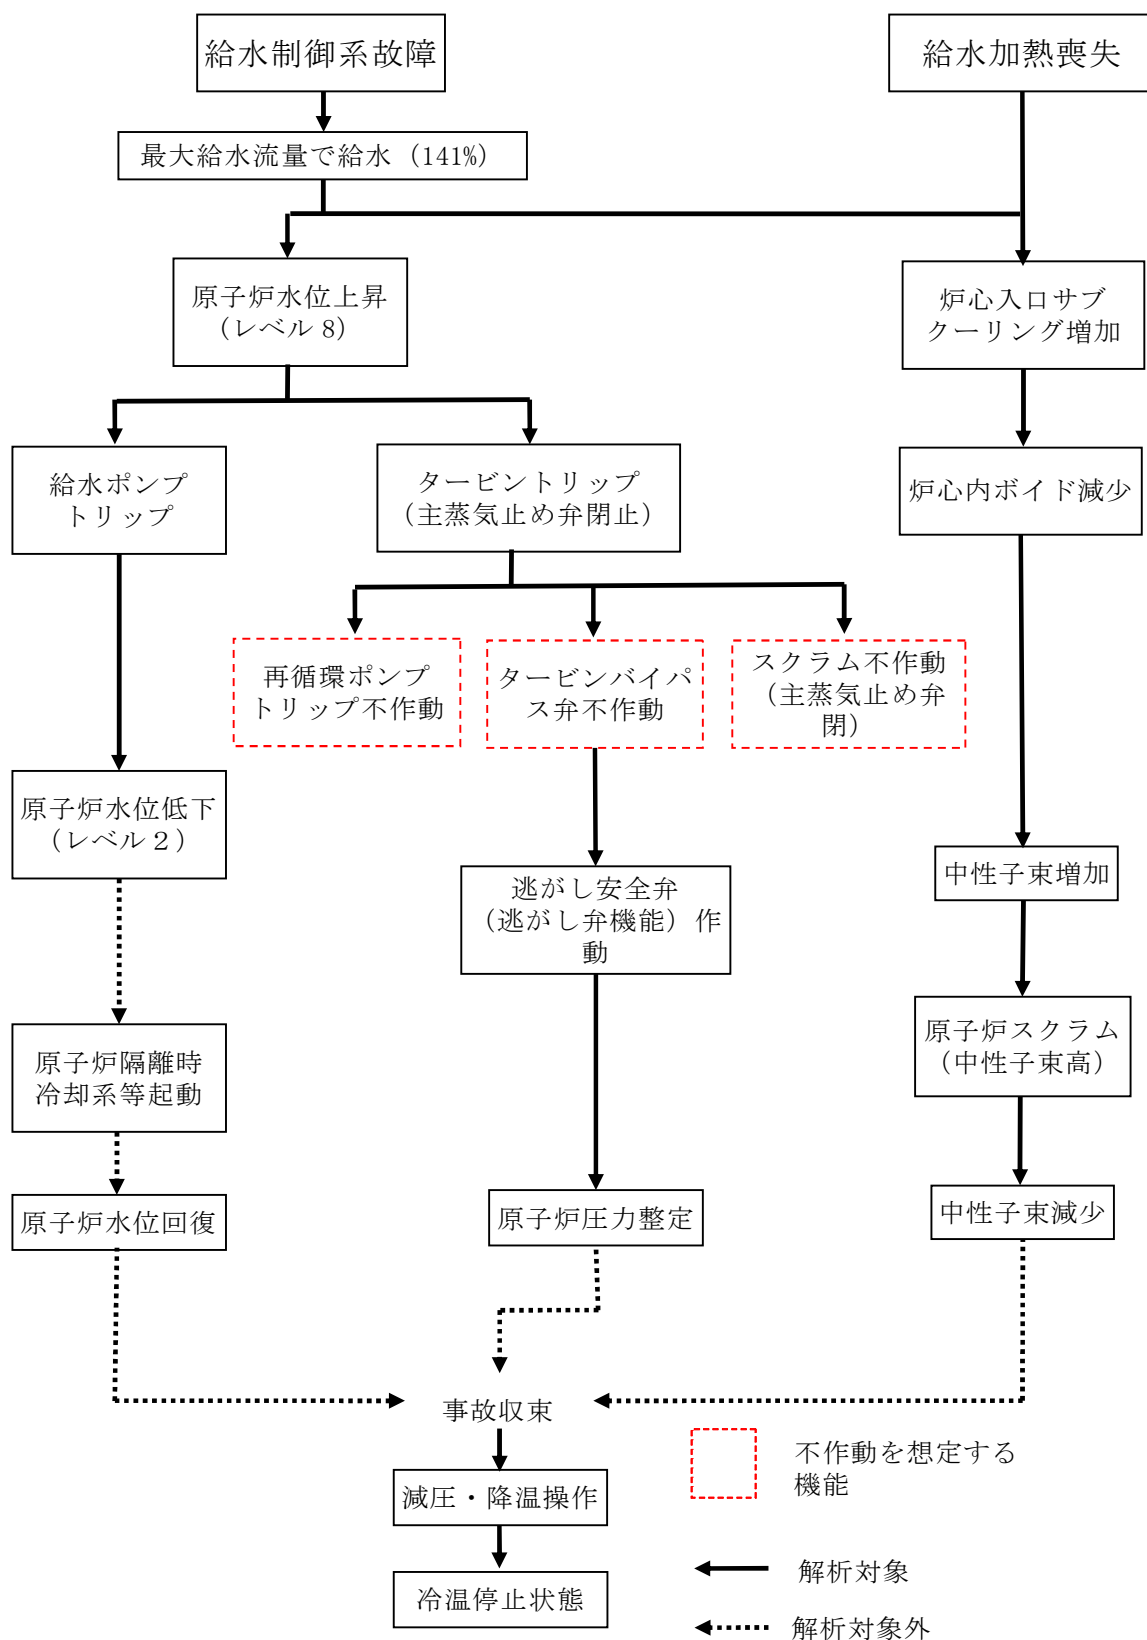 給水制御系故障
給水加熱喪失
最大給水流量で給水（141%）
原子炉水位上昇
（レベル 8）
炉心入口サブ
クーリング増加
給水ポンプ
トリップ
タービントリップ
（主蒸気止め弁閉止）
炉心内ボイド減少
再循環ポンプ
トリップ不作動
タービンバイパ
ス弁不作動
スクラム不作動
（主蒸気止め弁
閉）
原子炉水位低下
（レベル２）
逃がし安全弁
（逃がし弁機能）作
動
中性子束増加
原子炉隔離時
冷却系等起動
原子炉スクラム
（中性子束高）
原子炉水位回復
原子炉圧力整定
中性子束減少
事故収束
減圧・降温操作
冷温停止状態
不作動を想定する
機能
解析対象
解析対象外